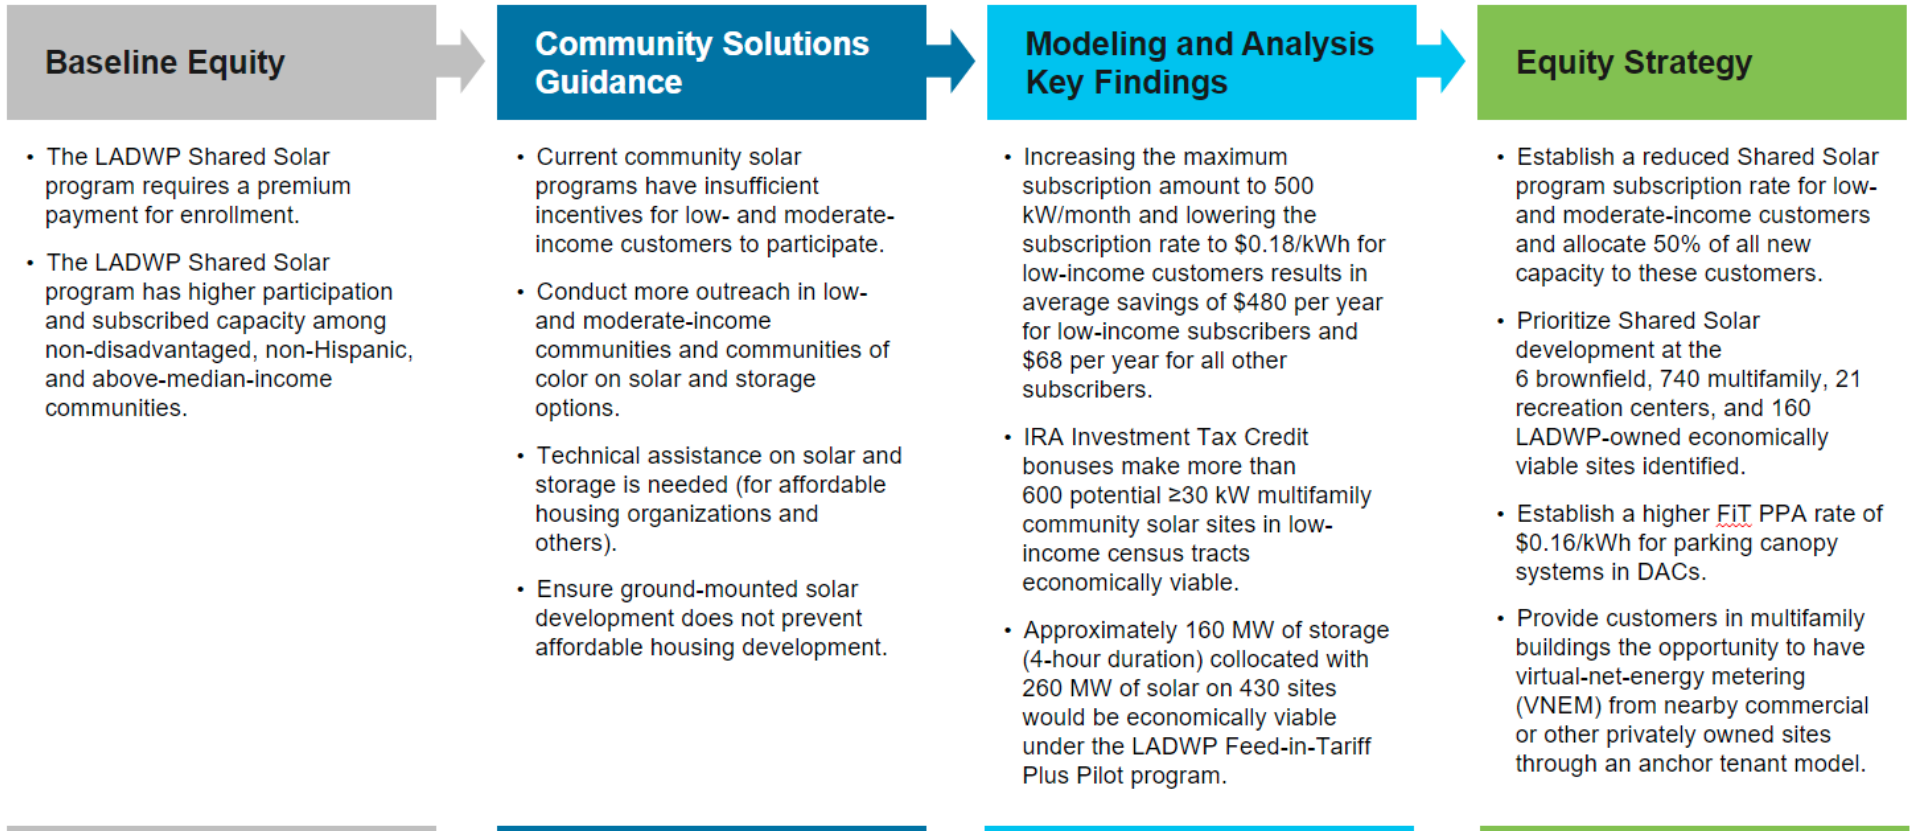 Baseline Equity
• The LADWP Shared Solar
program requires a premium
payment for enrollment.
• The LADWP Shared Solar
program has higher participation
and subscribed capacity among
non-disadvantaged, non-Hispanic,
and above-median-income
communities.
Community Solutions
Guidance
• Current community solar
programs have insufficient
incentives for low- and moderate-
income customers to participate.
• Conduct more outreach in low-
and moderate-income
communities and communities of
color on solar and storage
options.
• Technical assistance on solar and
storage is needed (for affordable
housing organizations and
others).
• Ensure ground-mounted solar
development does not prevent
affordable housing development.
Modeling and Analysis
Key Findings
• Increasing the maximum
subscription amount to 500
kW/month and lowering the
subscription rate to $0.18/kWh for
low-income customers results in
average savings of $480 per year
for low-income subscribers and
$68 per year for all other
subscribers.
• IRA Investment Tax Credit
bonuses make more than
600 potential ≥30 kW multifamily
community solar sites in low-
income census tracts
economically viable.
• Approximately 160 MW of storage
(4-hour duration) collocated with
260 MW of solar on 430 sites
would be economically viable
under the LADWP Feed-in-Tariff
Plus Pilot program.
Equity Strategy
• Establish a reduced Shared Solar
program subscription rate for low-
and moderate-income customers
and allocate 50% of all new
capacity to these customers.
• Prioritize Shared Solar
development at the
6 brownfield, 740 multifamily, 21
recreation centers, and 160
LADWP-owned economically
viable sites identified.
• Establish a higher FiT PPA rate of
$0.16/kWh for parking canopy
systems in DACs.
• Provide customers in multifamily
buildings the opportunity to have
virtual-net-energy metering
(VNEM) from nearby commercial
or other privately owned sites
through an anchor tenant model.